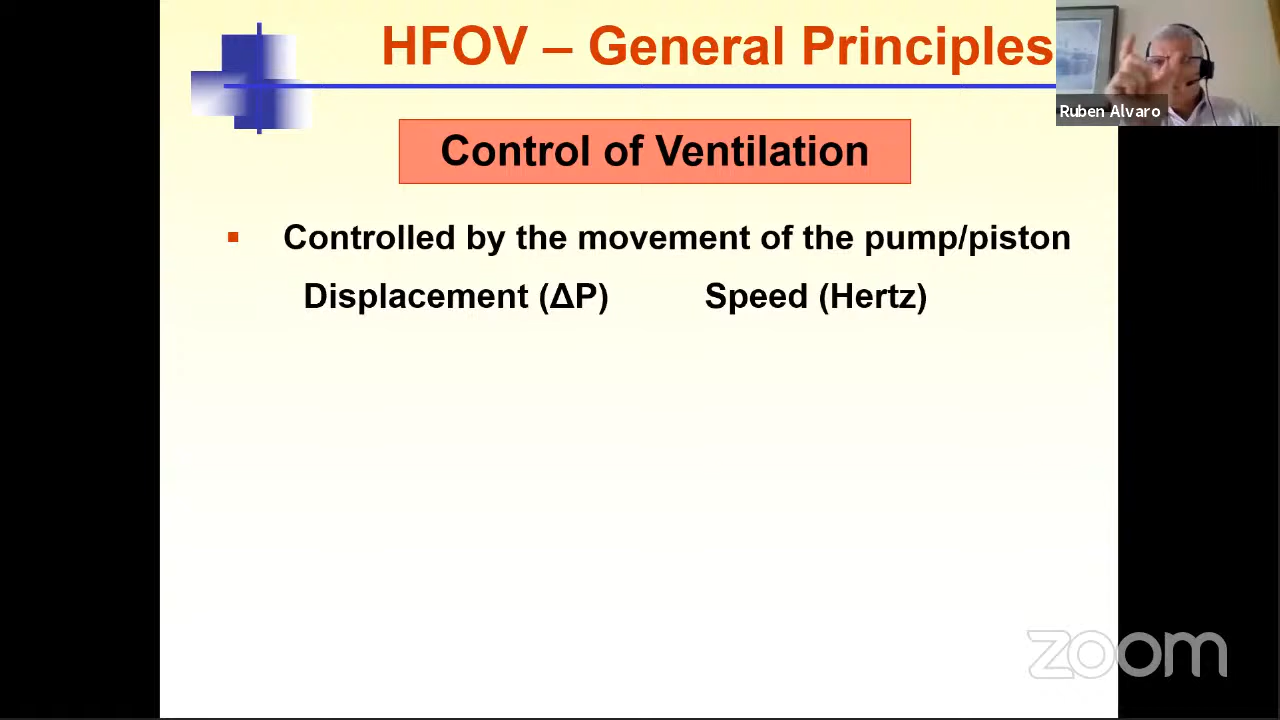 HFOV – General Principles
Ruben Alvaro
Control of Ventilation
▪ Controlled by the movement of the pump/piston
Displacement (ΔP) Speed (Hertz)
zoom